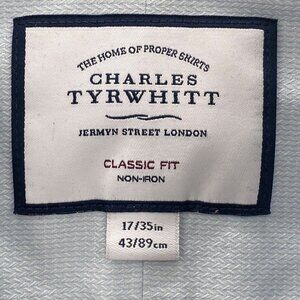 THE HOME OF PROPER SHIRTS
CHARLES
TYRWHITT
JERMYN STREET LONDON
CLASSIC FIT
NON-IRON
17/35in
43/89cm